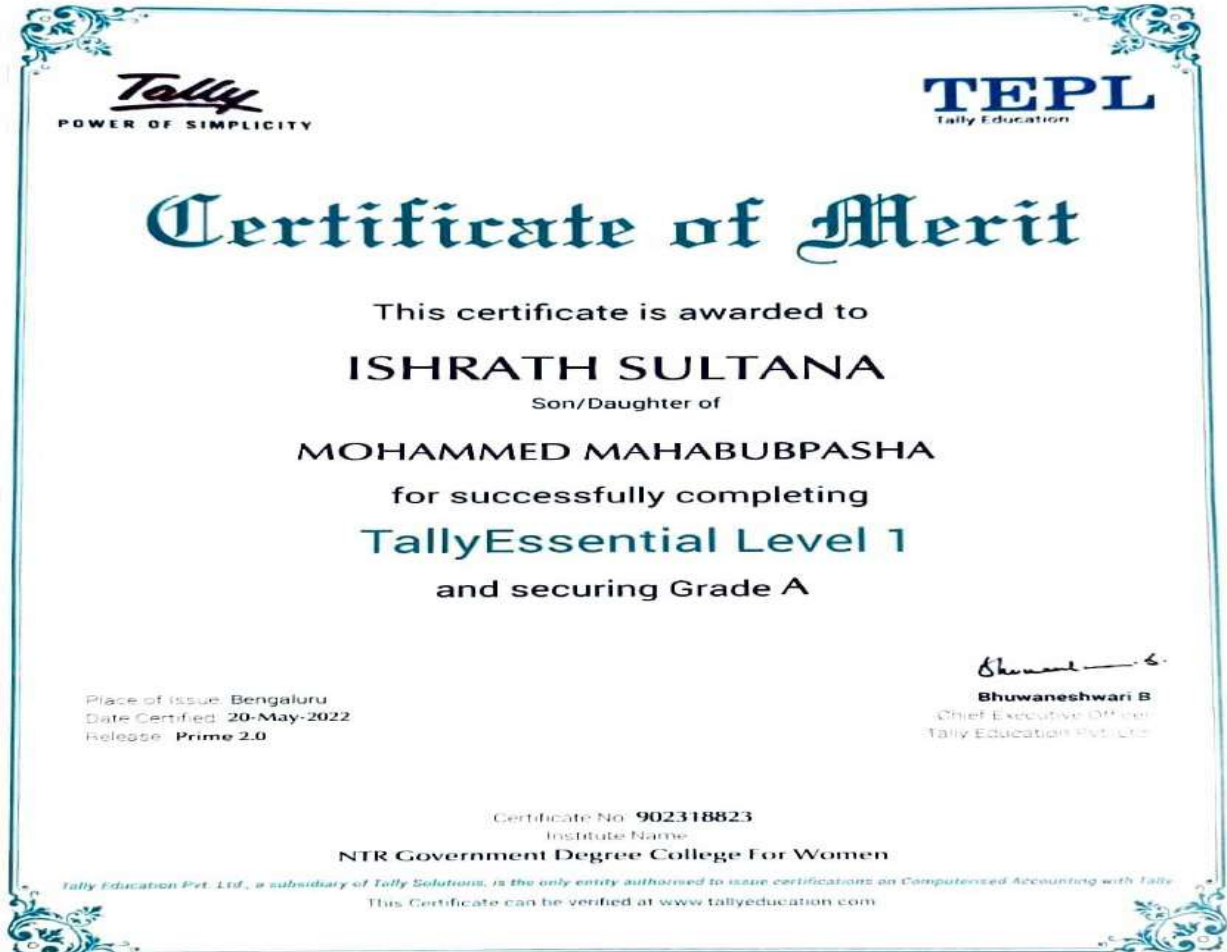 Tally
POWER OF SIMPLICITY
TEPL
Tally Education
Certificate of Merit
This certificate is awarded to
ISHRATH SULTANA
Son/Daughter of
MOHAMMED MAHABUBPASHA
for successfully completing
TallyEssential Level 1
and securing Grade A
Place of Issue: Bengaluru
Date Certified: 20-May-2022
Release: Prime 2.0
Bhuwaneshwari B
Chief Executive Officer
Tally Education Pvt. Ltd.
Certificate No: 902318823
Institute Name
NTR Government Degree College For Women
Tally Education Pvt. Ltd., a subsidiary of Tally Solutions, is the only entity authorised to issue certifications on Computerised Accounting with Tally
This Certificate can be verified at www.tallyeducation.com